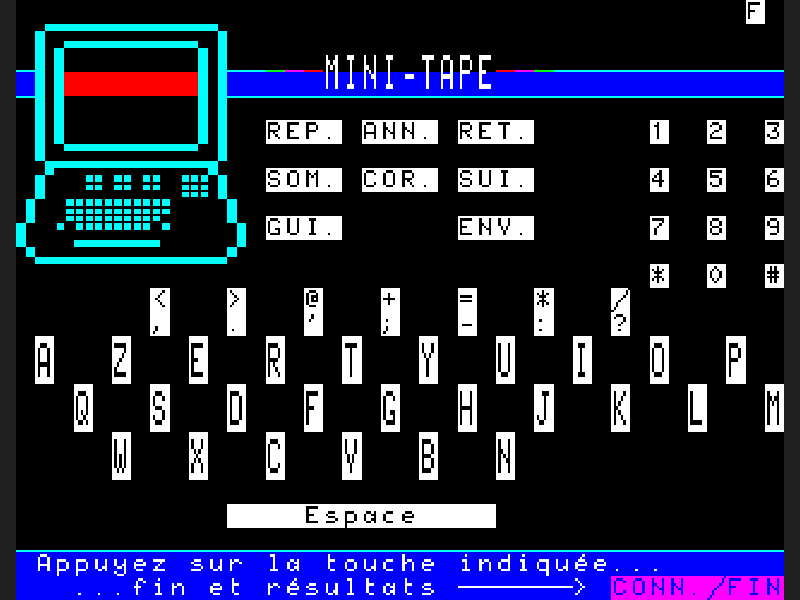 F
MINI-TAPE
REP. ANN. RET. 1 2 3
SOM. COR. SUI. 4 5 6
GUI. ENV. 7 8 9
* 0 #
< > @ + = * /
, . ' ; - : ?
A Z E R T Y U I O P
Q S D F G H J K L M
W X C V B N
Espace
Appuyez sur la touche indiquée...
...fin et résultats ————> CONN./FIN